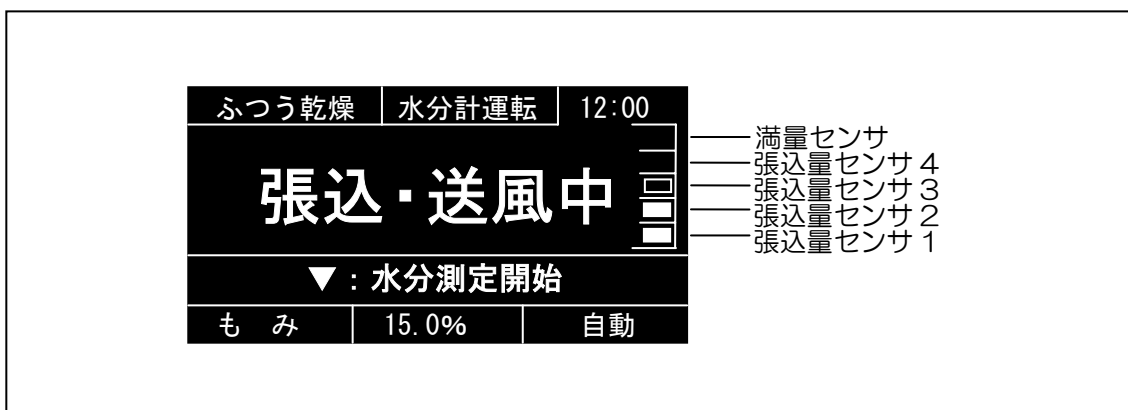 ふつう乾燥 水分計運転 12:00
張込・送風中
▼：水分測定開始
も み 15.0% 自動
満量センサ
張込量センサ４
張込量センサ３
張込量センサ２
張込量センサ１